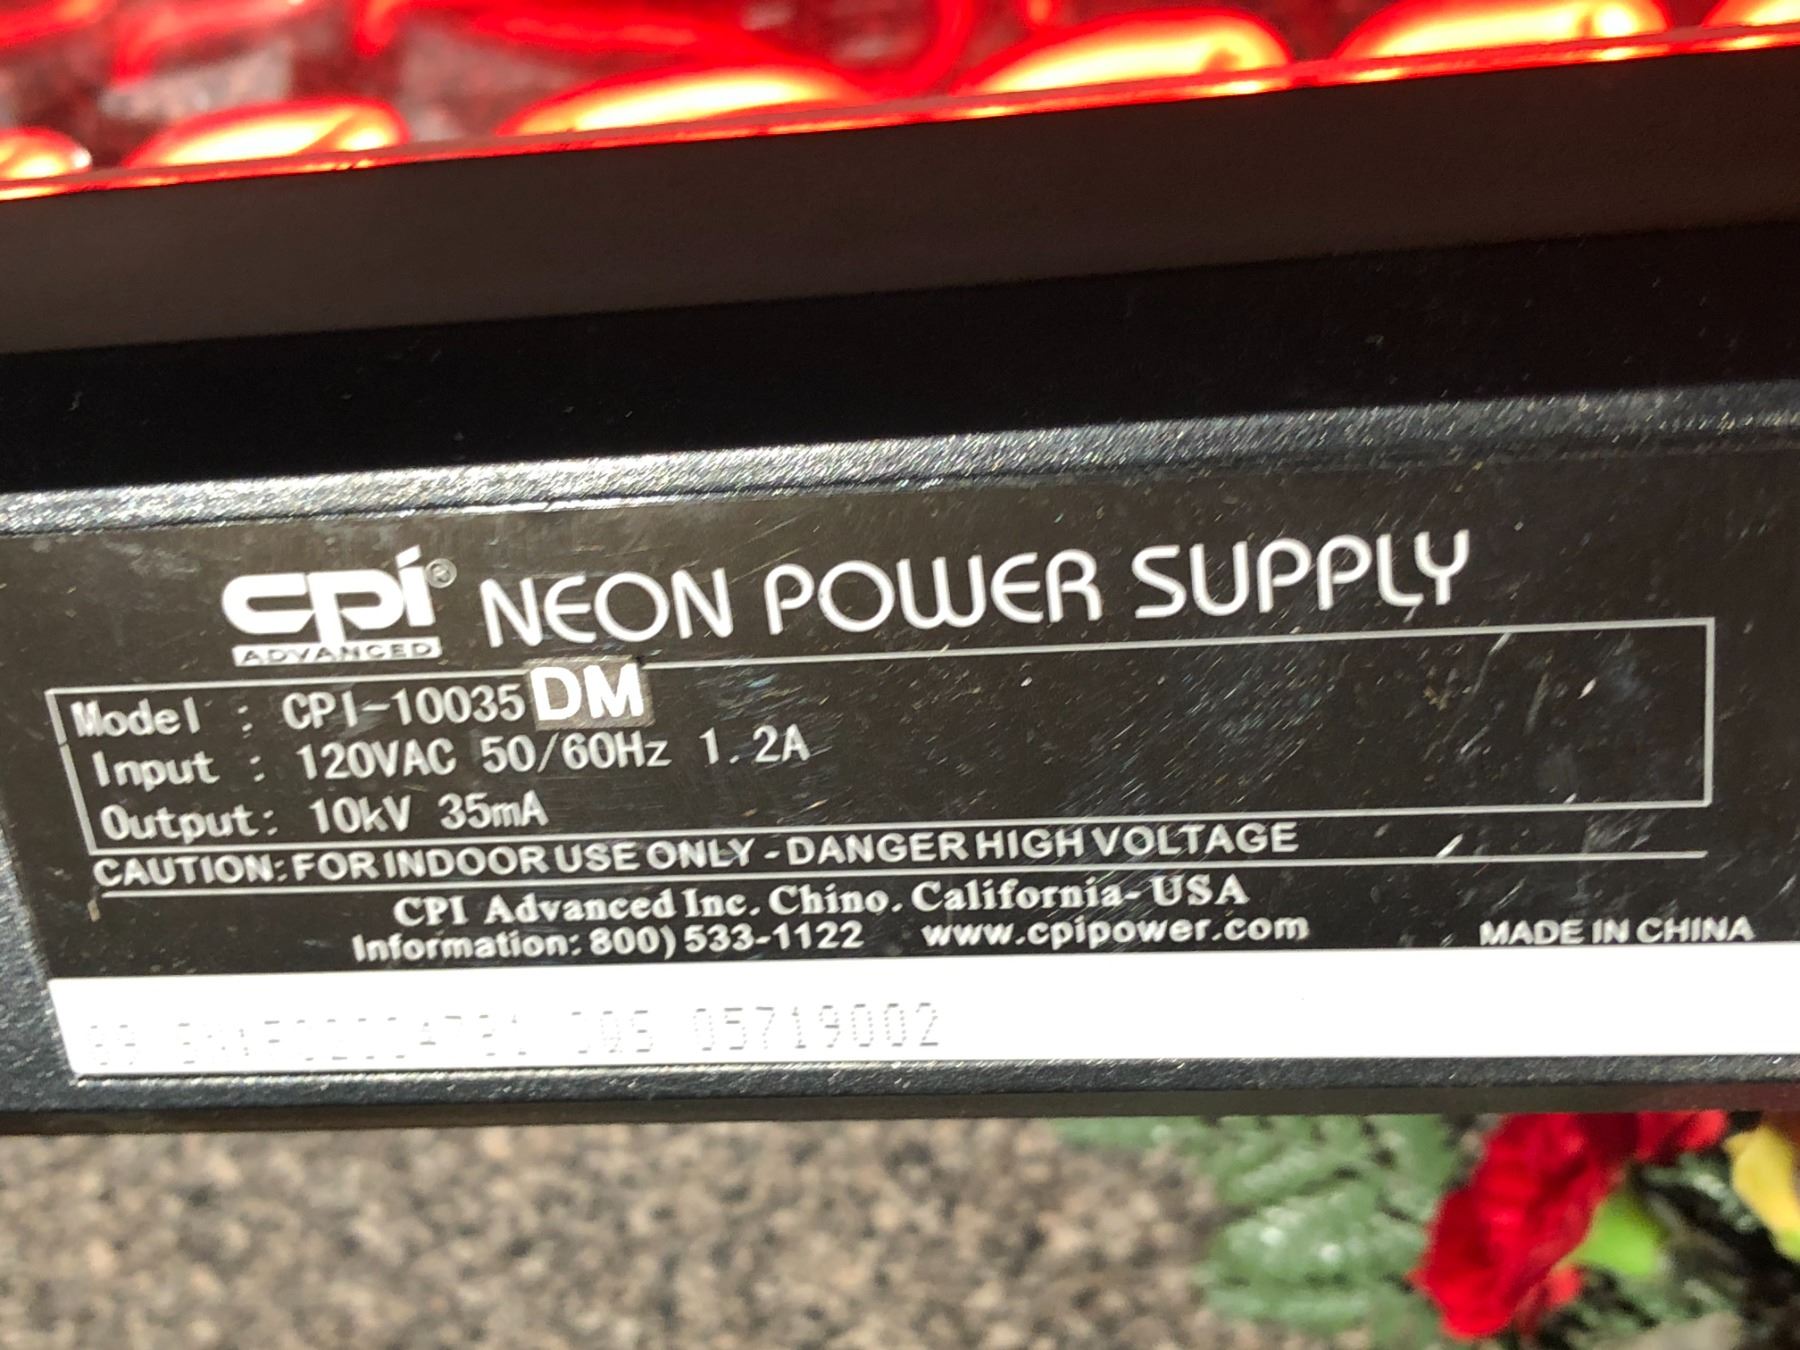 cpi® NEON POWER SUPPLY
ADVANCED
Model : CPI-10035 DM
Input : 120VAC 50/60Hz 1.2A
Output: 10kV 35mA
CAUTION: FOR INDOOR USE ONLY - DANGER HIGH VOLTAGE
CPI Advanced Inc. Chino. California- USA
Information: 800) 533-1122 www.cpipower.com MADE IN CHINA
05719002